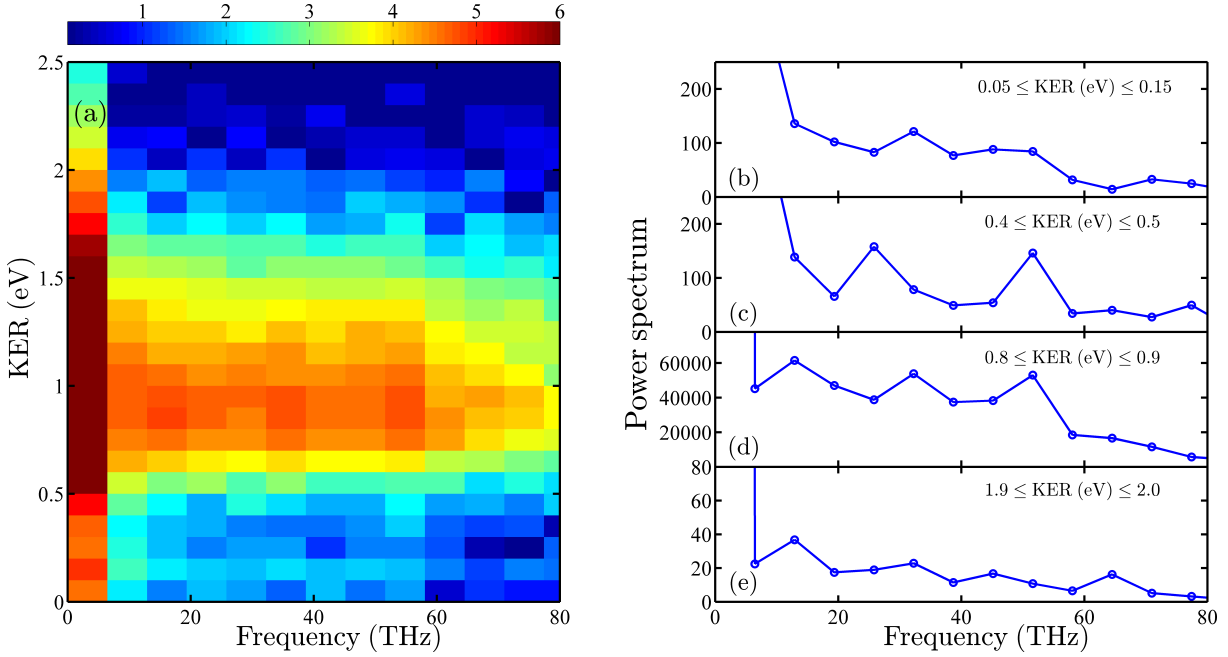 1 2 3 4 5 6
2.5
2
1.5
1
0.5
0
KER (eV)
(a)
0 20 40 60 80
Frequency (THz)
Power spectrum
200
100
0
0.05 ≤ KER (eV) ≤ 0.15
(b)
200
100
0
0.4 ≤ KER (eV) ≤ 0.5
(c)
60000
40000
20000
0.8 ≤ KER (eV) ≤ 0.9
(d)
0
80
60
40
20
0
1.9 ≤ KER (eV) ≤ 2.0
(e)
0 20 40 60 80
Frequency (THz)